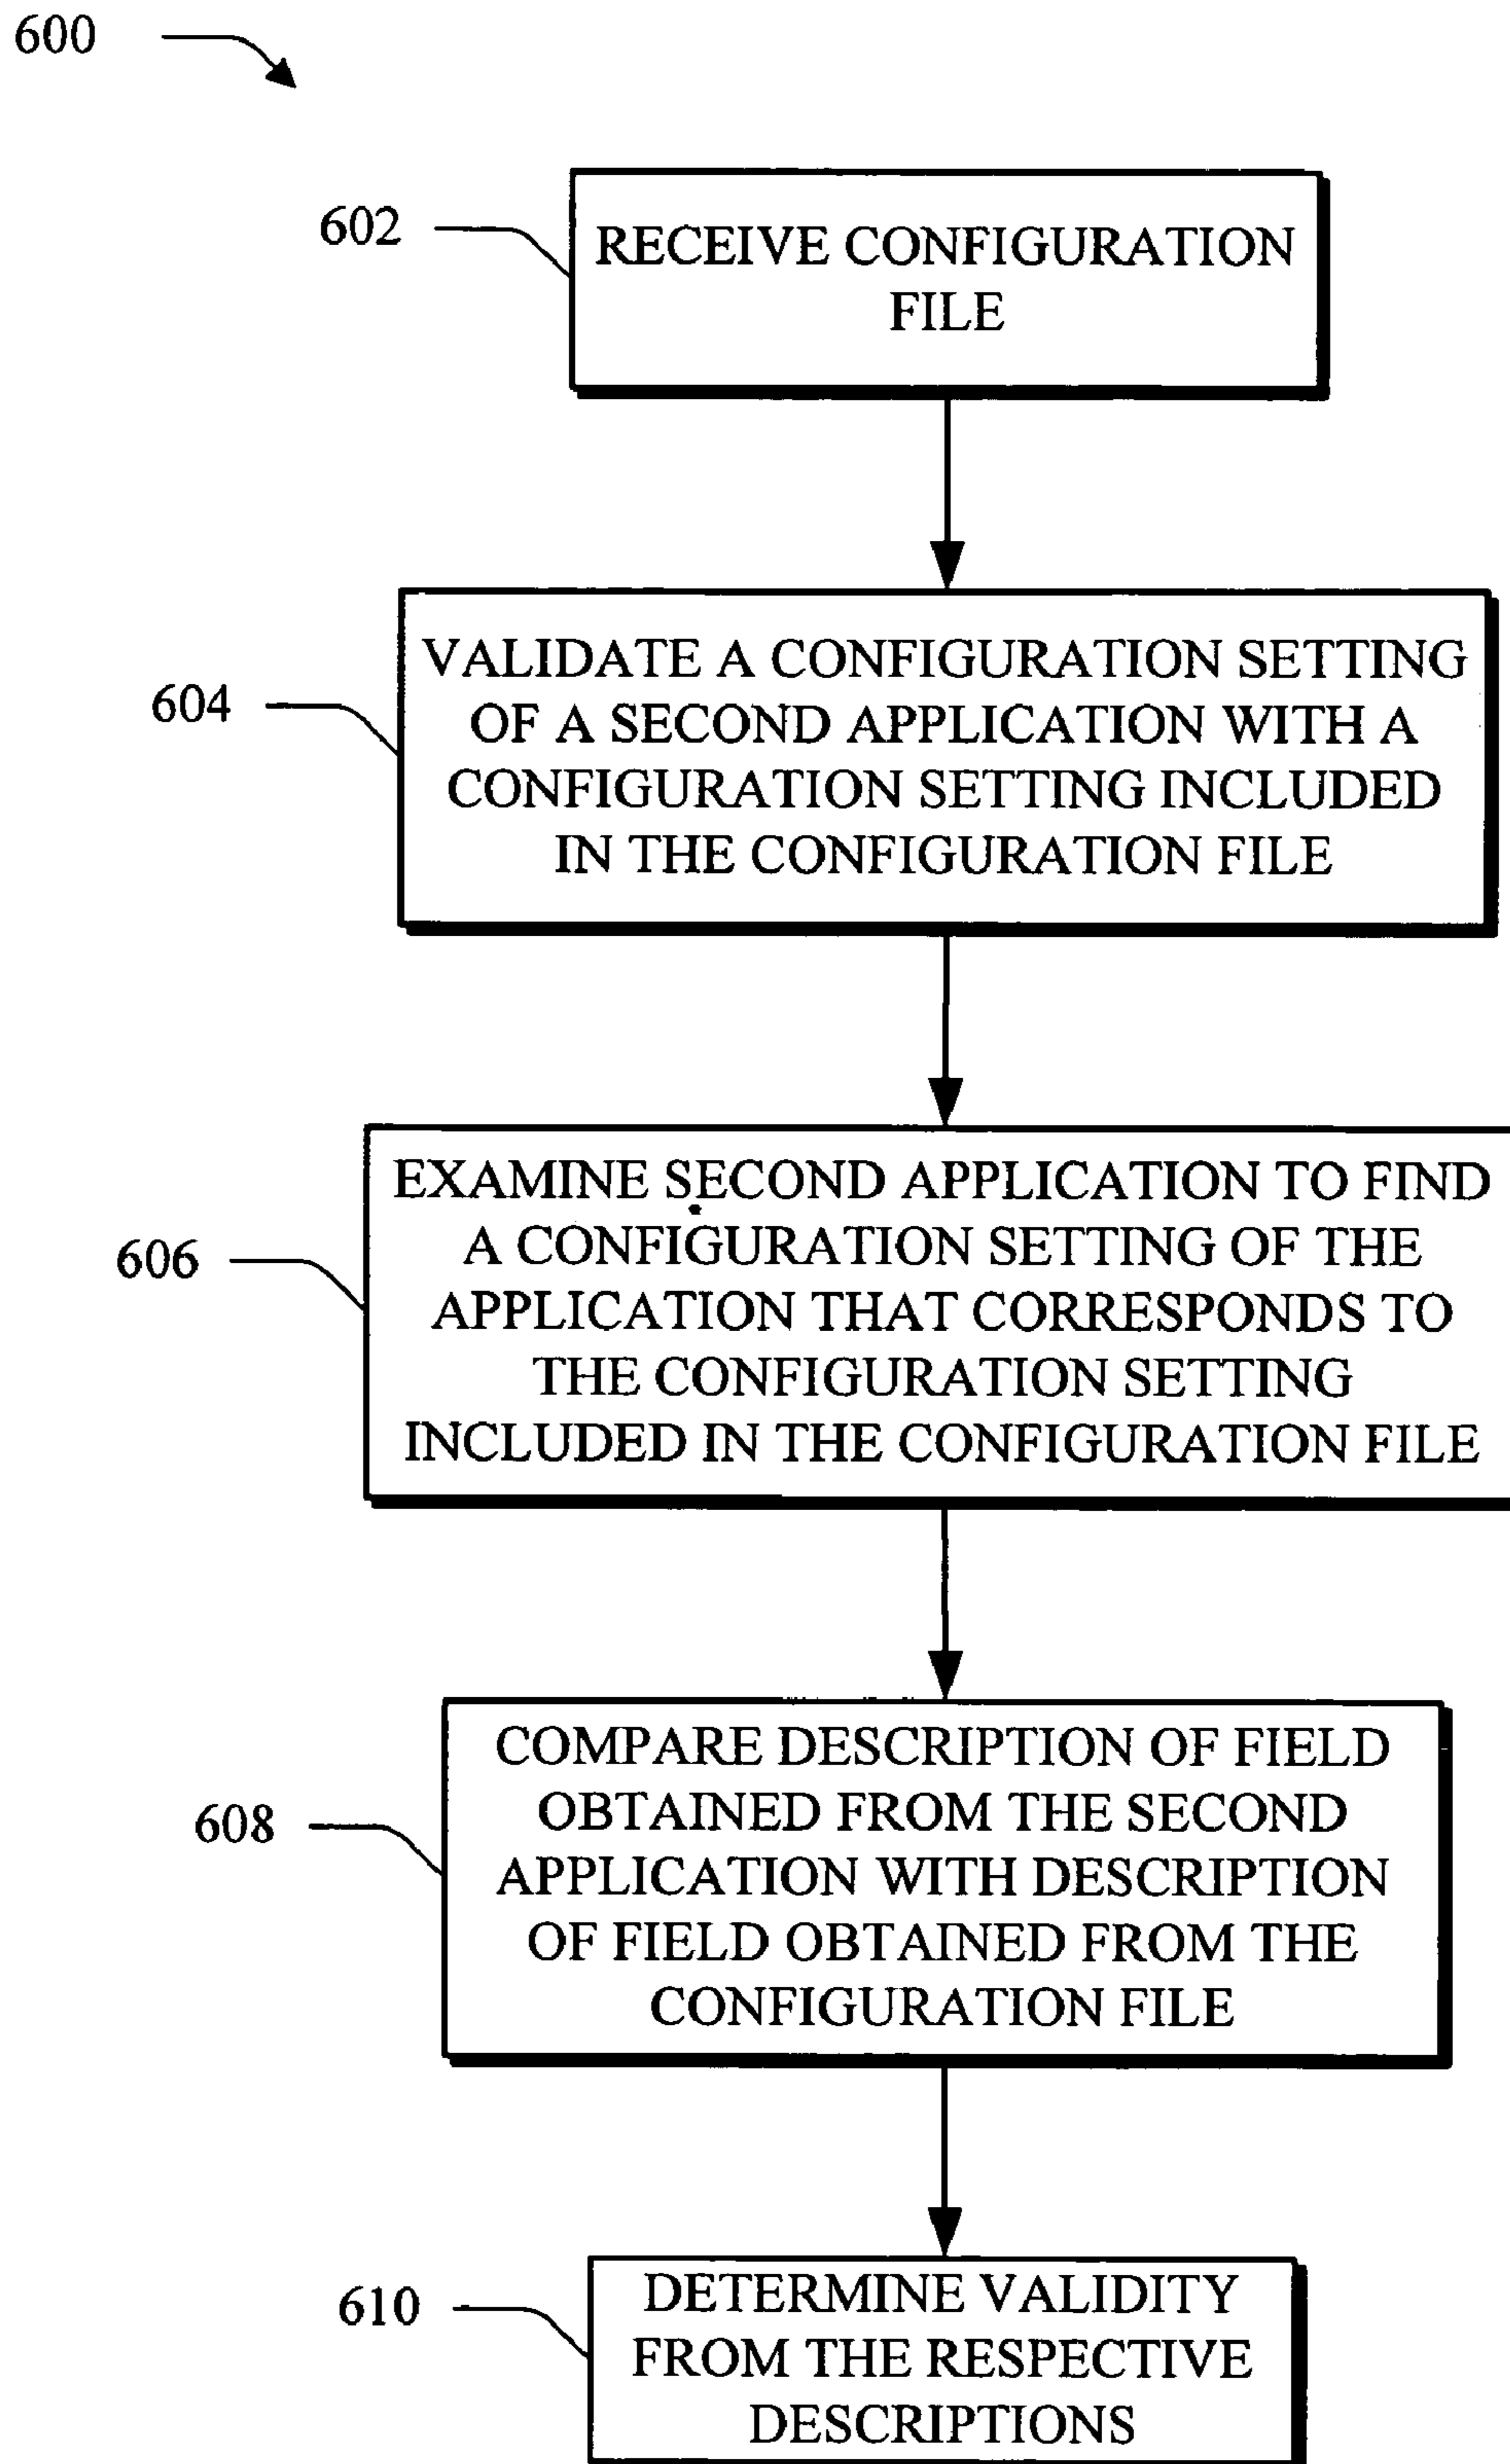 600
602
RECEIVE CONFIGURATION
FILE
604
VALIDATE A CONFIGURATION SETTING
OF A SECOND APPLICATION WITH A
CONFIGURATION SETTING INCLUDED
IN THE CONFIGURATION FILE
606
EXAMINE SECOND APPLICATION TO FIND
A CONFIGURATION SETTING OF THE
APPLICATION THAT CORRESPONDS TO
THE CONFIGURATION SETTING
INCLUDED IN THE CONFIGURATION FILE
608
COMPARE DESCRIPTION OF FIELD
OBTAINED FROM THE SECOND
APPLICATION WITH DESCRIPTION
OF FIELD OBTAINED FROM THE
CONFIGURATION FILE
610
DETERMINE VALIDITY
FROM THE RESPECTIVE
DESCRIPTIONS